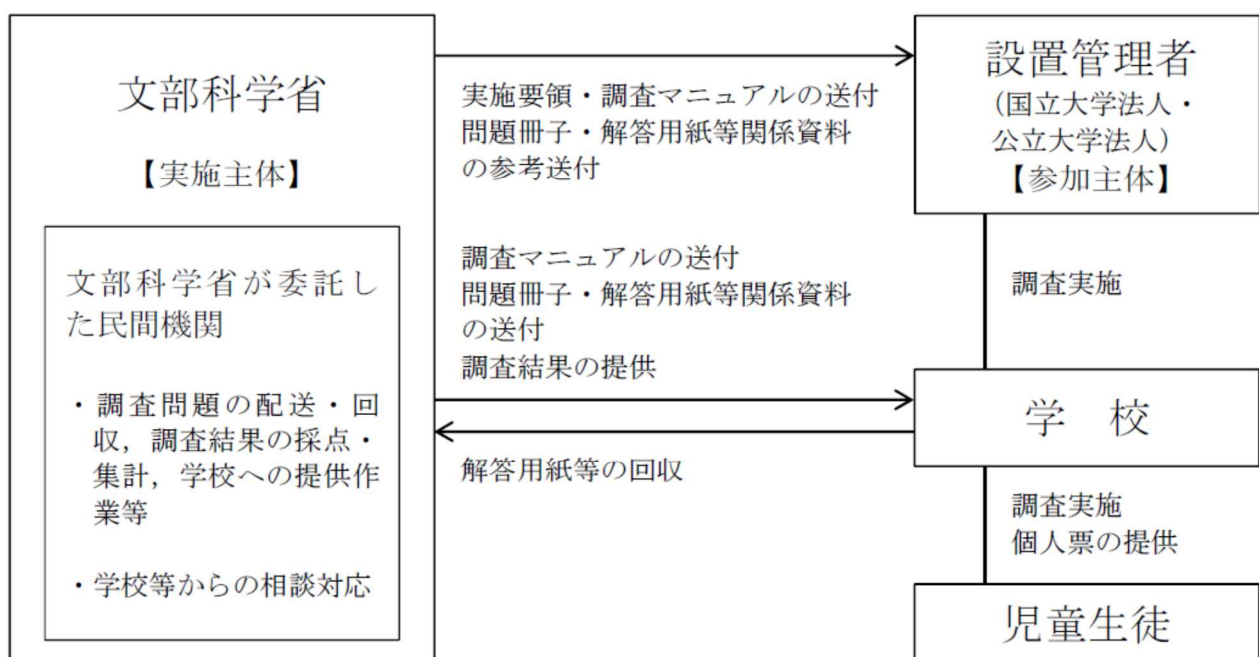 文部科学省
【実施主体】
文部科学省が委託し
た民間機関
・調査問題の配送・回
収，調査結果の採点・
集計，学校への提供作
業等
・学校等からの相談対応
実施要領・調査マニュアルの送付
問題冊子・解答用紙等関係資料
の参考送付
調査マニュアルの送付
問題冊子・解答用紙等関係資料
の送付
調査結果の提供
解答用紙等の回収
設置管理者
（国立大学法人・
公立大学法人）
【参加主体】
調査実施
学　校
調査実施
個人票の提供
児童生徒